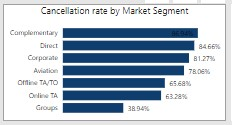 Cancellation rate by Market Segment
Complementary
Direct 84.66%
Corporate 81.27%
Aviation 78.06%
Offline TA/TO 65.68%
Online TA 63.28%
Groups 38.94%